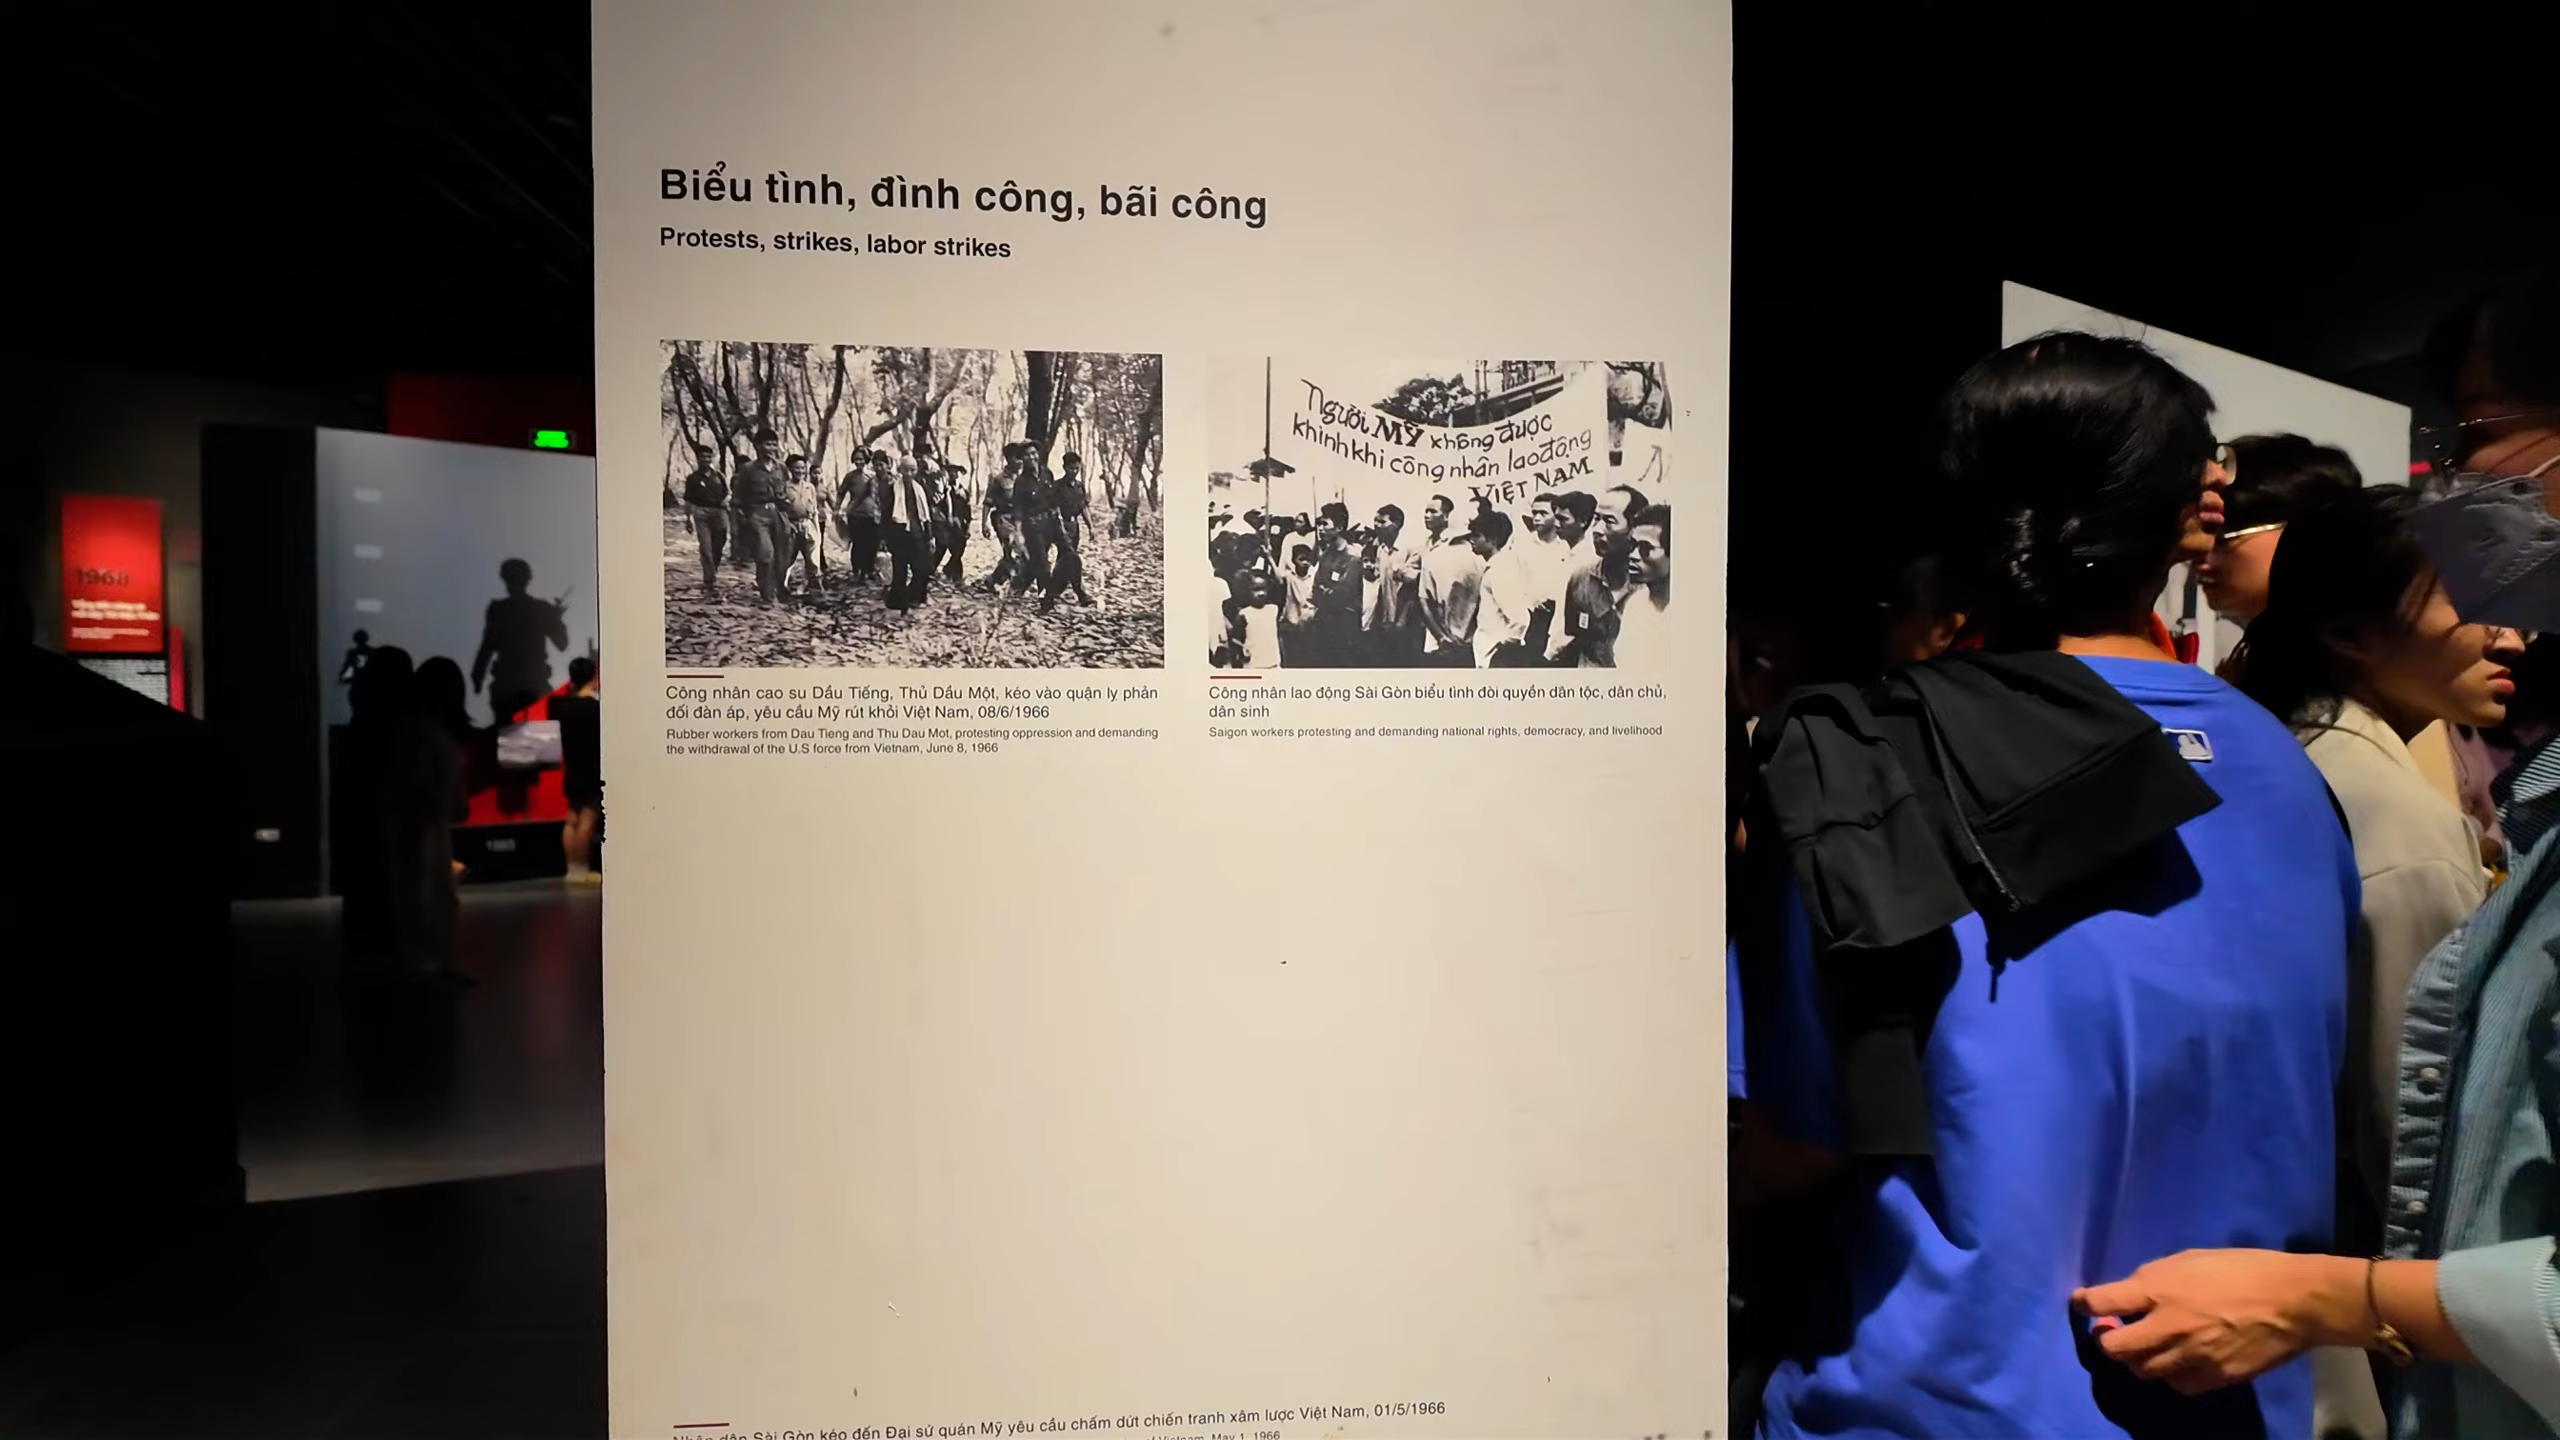 Biểu tình, đình công, bãi công
Protests, strikes, labor strikes
Người MỸ không được
khinh khi công nhân lao động
VIỆT NAM
Công nhân cao su Dầu Tiếng, Thủ Dầu Một, kéo vào quận lỵ phản
đối đàn áp, yêu cầu Mỹ rút khỏi Việt Nam, 08/6/1966
Rubber workers from Dau Tieng and Thu Dau Mot, protesting oppression and demanding
the withdrawal of the U.S force from Vietnam, June 8, 1966
Công nhân lao động Sài Gòn biểu tình đòi quyền dân tộc, dân chủ,
dân sinh
Saigon workers protesting and demanding national rights, democracy, and livelihood
Nhân dân Sài Gòn kéo đến Đại sứ quán Mỹ yêu cầu chấm dứt chiến tranh xâm lược Việt Nam, 01/5/1966
of Vietnam, May 1, 1966
1968